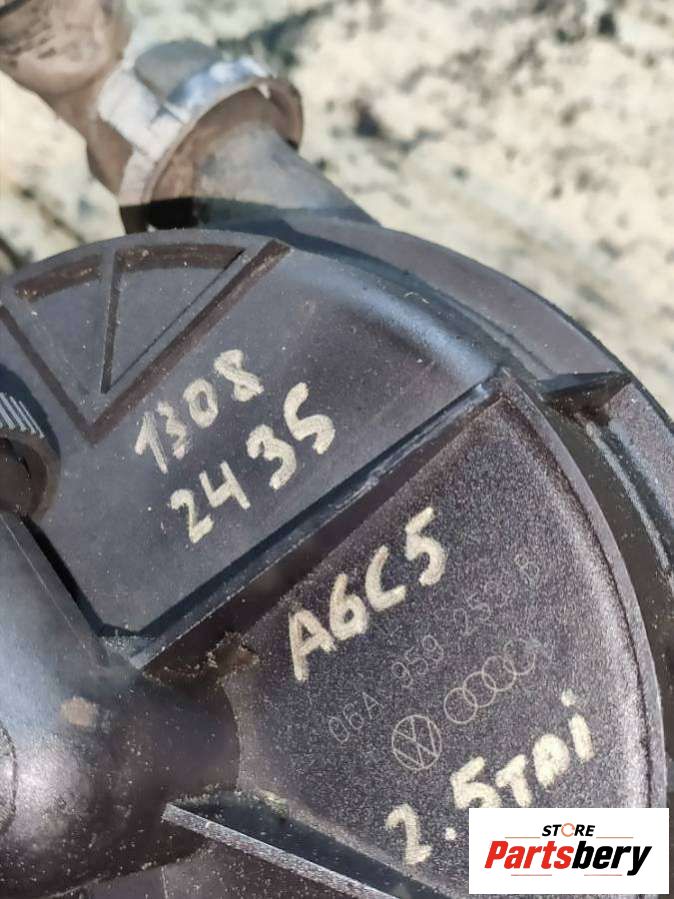 1308
2435
A6C5
06A 959 253 B
2.5TDi
STORE
Partsbery